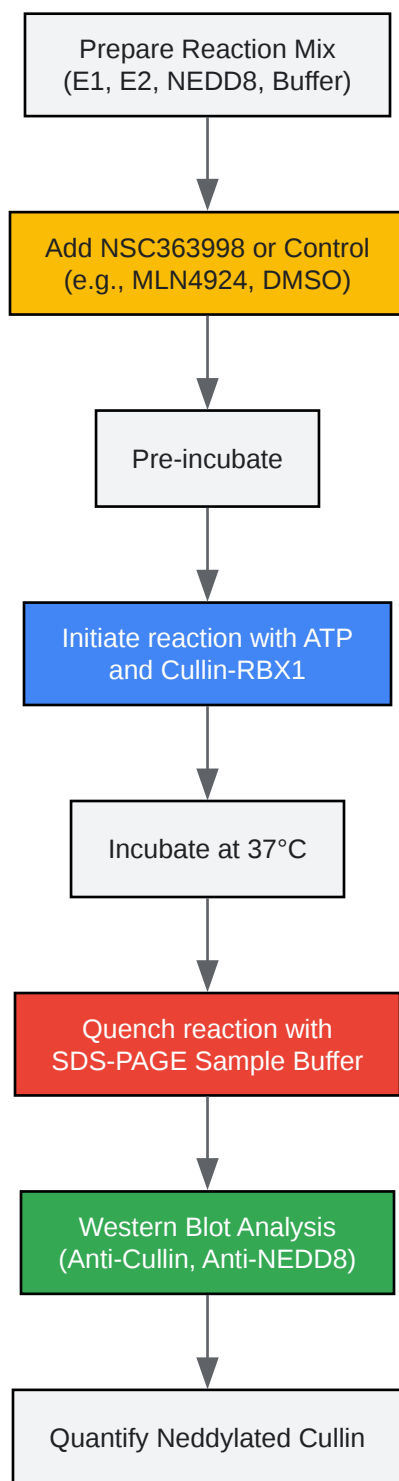 Prepare Reaction Mix
(E1, E2, NEDD8, Buffer)
Add NSC363998 or Control
(e.g., MLN4924, DMSO)
Pre-incubate
Initiate reaction with ATP
and Cullin-RBX1
Incubate at 37°C
Quench reaction with
SDS-PAGE Sample Buffer
Western Blot Analysis
(Anti-Cullin, Anti-NEDD8)
Quantify Neddylated Cullin